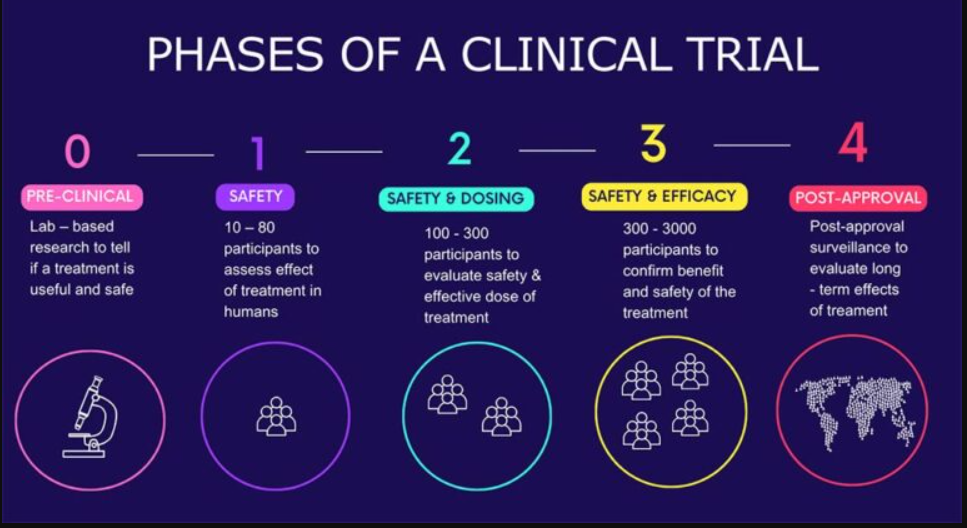 PHASES OF A CLINICAL TRIAL
0
PRE-CLINICAL
Lab – based
research to tell
if a treatment is
useful and safe
1
SAFETY
10 – 80
participants to
assess effect
of treatment in
humans
2
SAFETY & DOSING
100 - 300
participants to
evaluate safety &
effective dose of
treatment
3
SAFETY & EFFICACY
300 - 3000
participants to
confirm benefit
and safety of the
treatment
4
POST-APPROVAL
Post-approval
surveillance to
evaluate long
- term effects
of treament